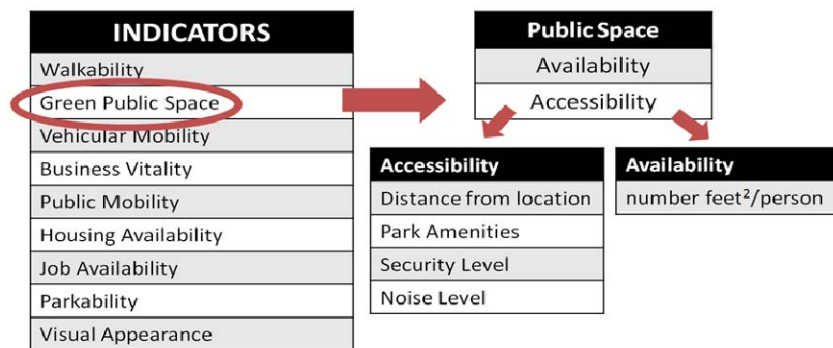 INDICATORS
Walkability
Green Public Space
Vehicular Mobility
Business Vitality
Public Mobility
Housing Availability
Job Availability
Parkability
Visual Appearance
Public Space
Availability
Accessibility
Accessibility
Distance from location
Park Amenities
Security Level
Noise Level
Availability
number feet²/person